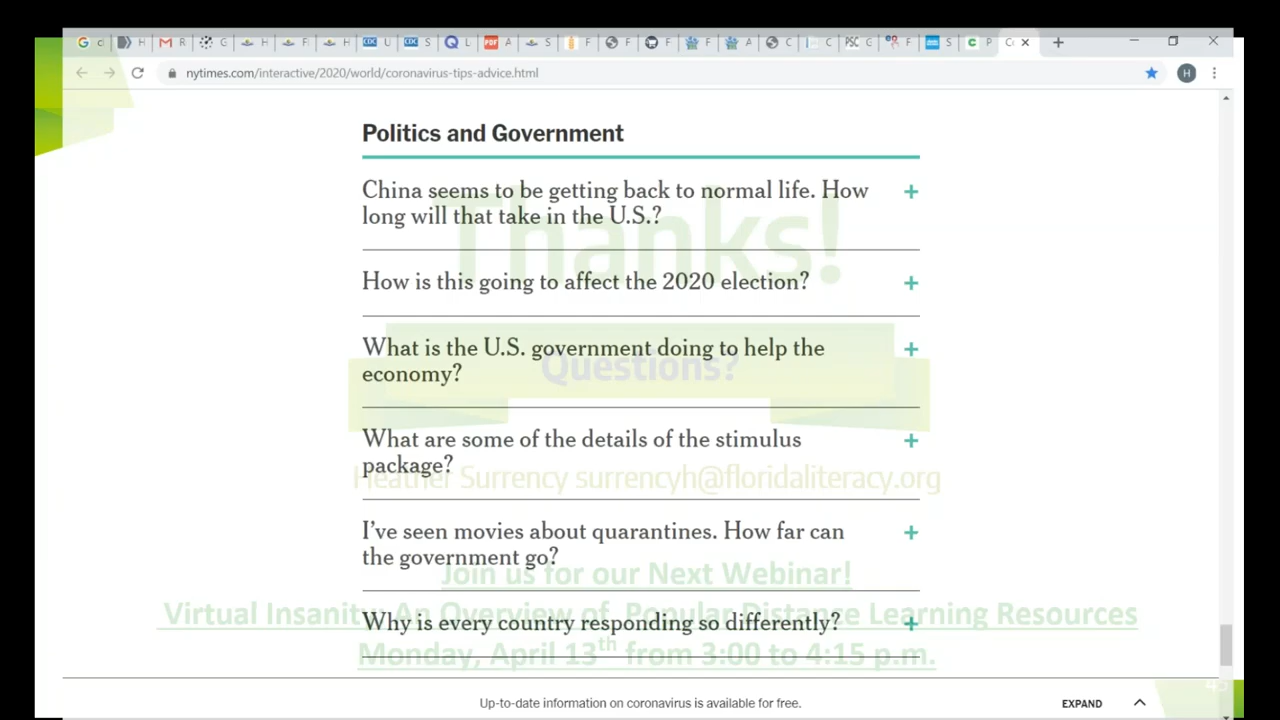 nytimes.com/interactive/2020/world/coronavirus-tips-advice.html
H
Politics and Government
China seems to be getting back to normal life. How
long will that take in the U.S.?
Thanks!
How is this going to affect the 2020 election?
What is the U.S. government doing to help the
economy?
Questions?
What are some of the details of the stimulus
package?
Heather Surrency surrencyh@floridaliteracy.org
I've seen movies about quarantines. How far can
the government go?
Join us for our Next Webinar!
Virtual Insanity: An Overview of Popular Distance Learning Resources
Why is every country responding so differently?
Monday, April 13th from 3:00 to 4:15 p.m.
Up-to-date information on coronavirus is available for free.
EXPAND